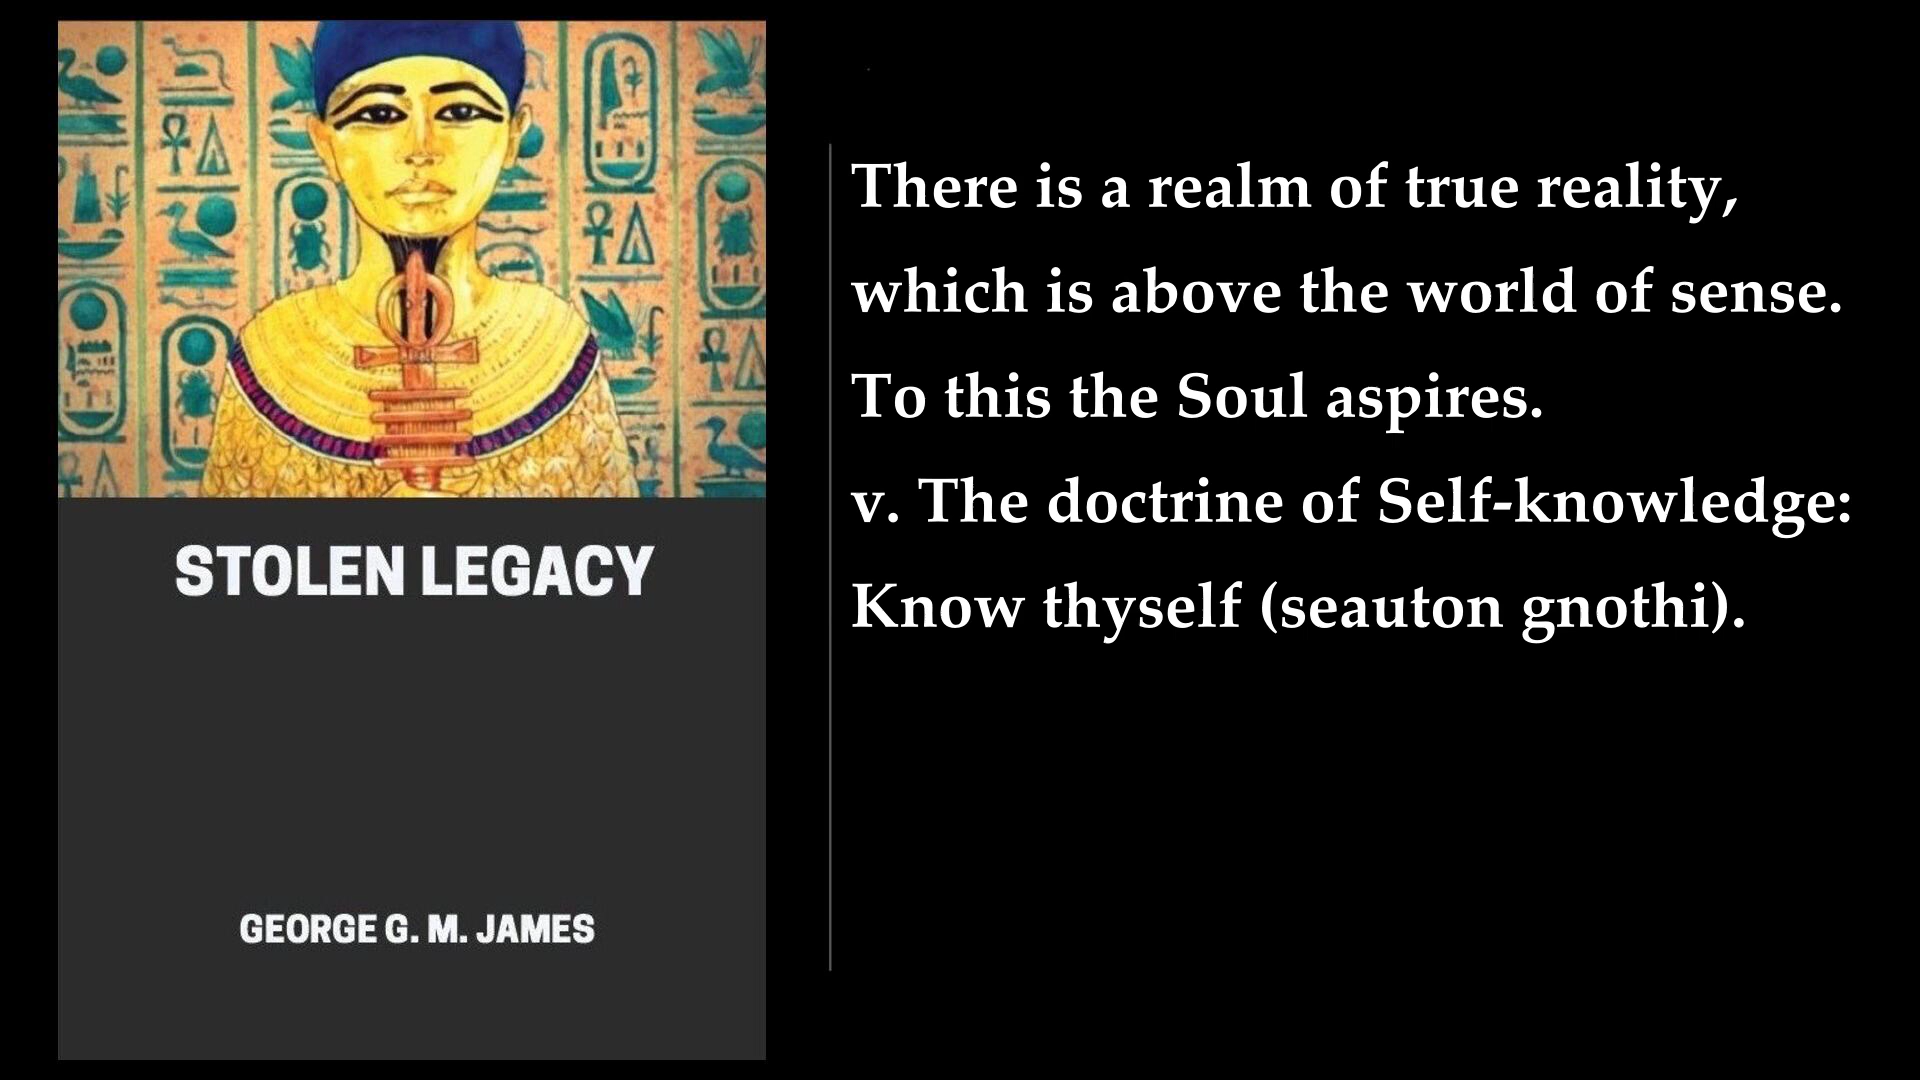 STOLEN LEGACY
GEORGE G. M. JAMES
There is a realm of true reality,
which is above the world of sense.
To this the Soul aspires.
v. The doctrine of Self-knowledge:
Know thyself (seauton gnothi).